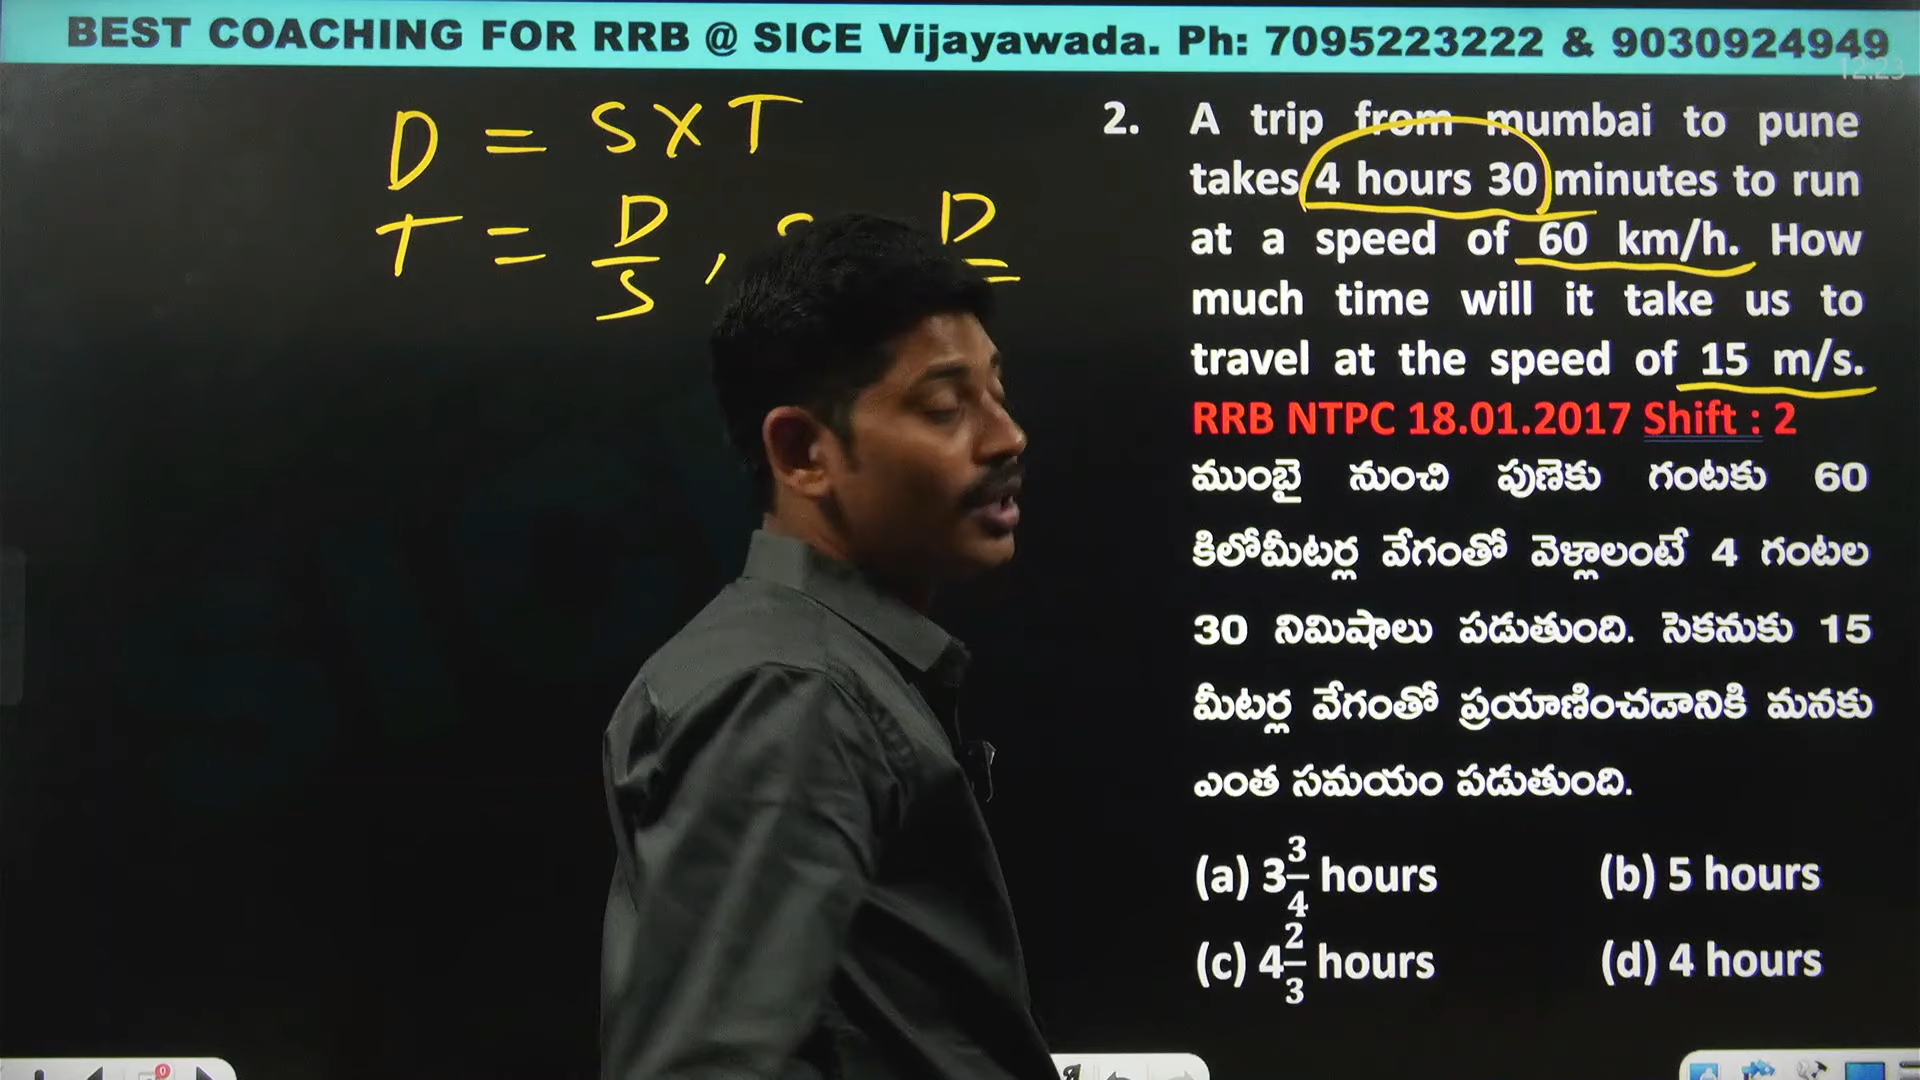 BEST COACHING FOR RRB @ SICE Vijayawada. Ph: 7095223222 & 9030924949
12:23
D = S X T
T = D/S , D
2. A trip from mumbai to pune
takes 4 hours 30 minutes to run
at a speed of 60 km/h. How
much time will it take us to
travel at the speed of 15 m/s.
RRB NTPC 18.01.2017 Shift : 2
ముంబై నుంచి పుణెకు గంటకు 60
కిలోమీటర్ల వేగంతో వెళ్లాలంటే 4 గంటల
30 నిమిషాలు పడుతుంది. సెకనుకు 15
మీటర్ల వేగంతో ప్రయాణించడానికి మనకు
ఎంత సమయం పడుతుంది.
(a) 3 3/4 hours (b) 5 hours
(c) 4 2/3 hours (d) 4 hours